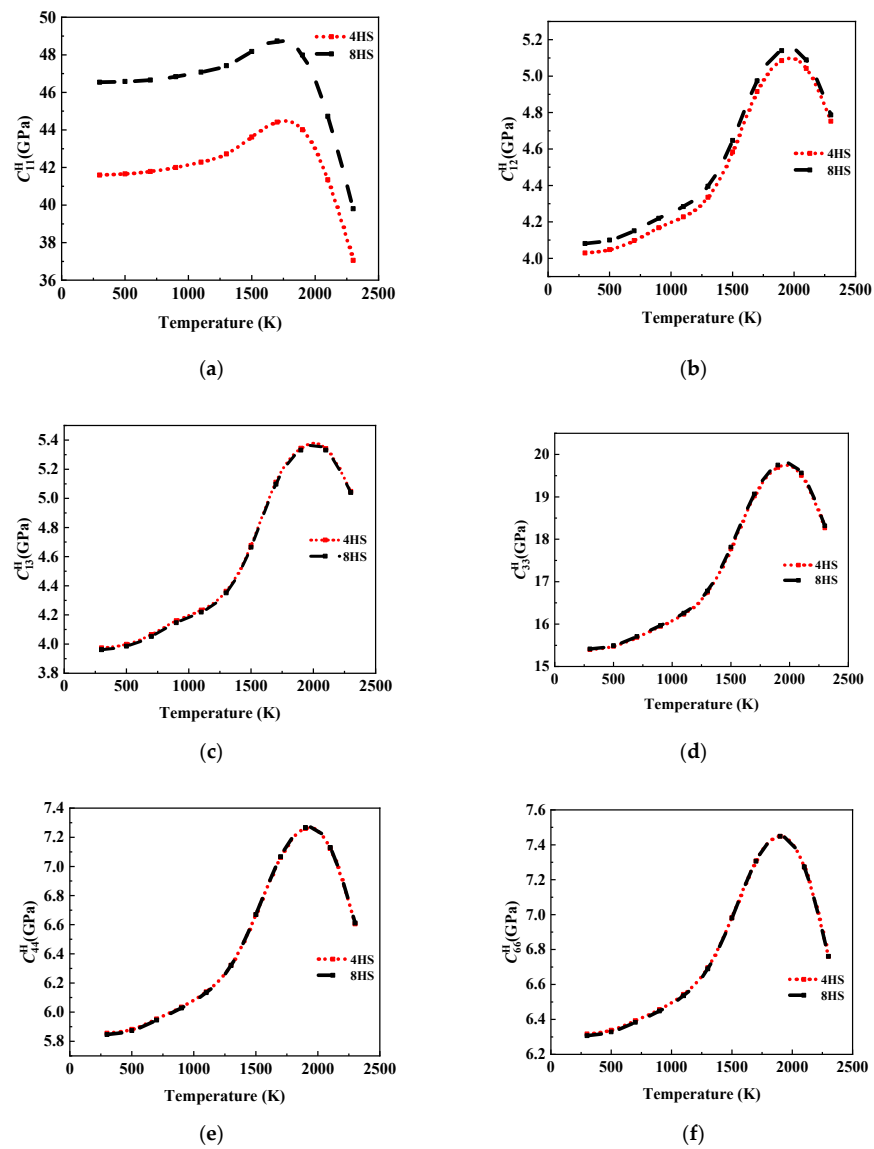 50
48
46
44
42
40
38
36
0 500 1000 1500 2000 2500
C₁₁ᴴ(GPa)
Temperature (K)
4HS
8HS
(a)
5.2
5.0
4.8
4.6
4.4
4.2
4.0
0 500 1000 1500 2000 2500
C₁₂ᴴ(GPa)
Temperature (K)
4HS
8HS
(b)
5.4
5.2
5.0
4.8
4.6
4.4
4.2
4.0
3.8
0 500 1000 1500 2000 2500
C₁₃ᴴ(GPa)
Temperature (K)
4HS
8HS
(c)
20
19
18
17
16
15
0 500 1000 1500 2000 2500
C₃₃ᴴ(GPa)
Temperature (K)
4HS
8HS
(d)
7.4
7.2
7.0
6.8
6.6
6.4
6.2
6.0
5.8
0 500 1000 1500 2000 2500
C₄₄ᴴ(GPa)
Temperature (K)
4HS
8HS
(e)
7.6
7.4
7.2
7.0
6.8
6.6
6.4
6.2
0 500 1000 1500 2000 2500
C₆₆ᴴ(GPa)
Temperature (K)
4HS
8HS
(f)